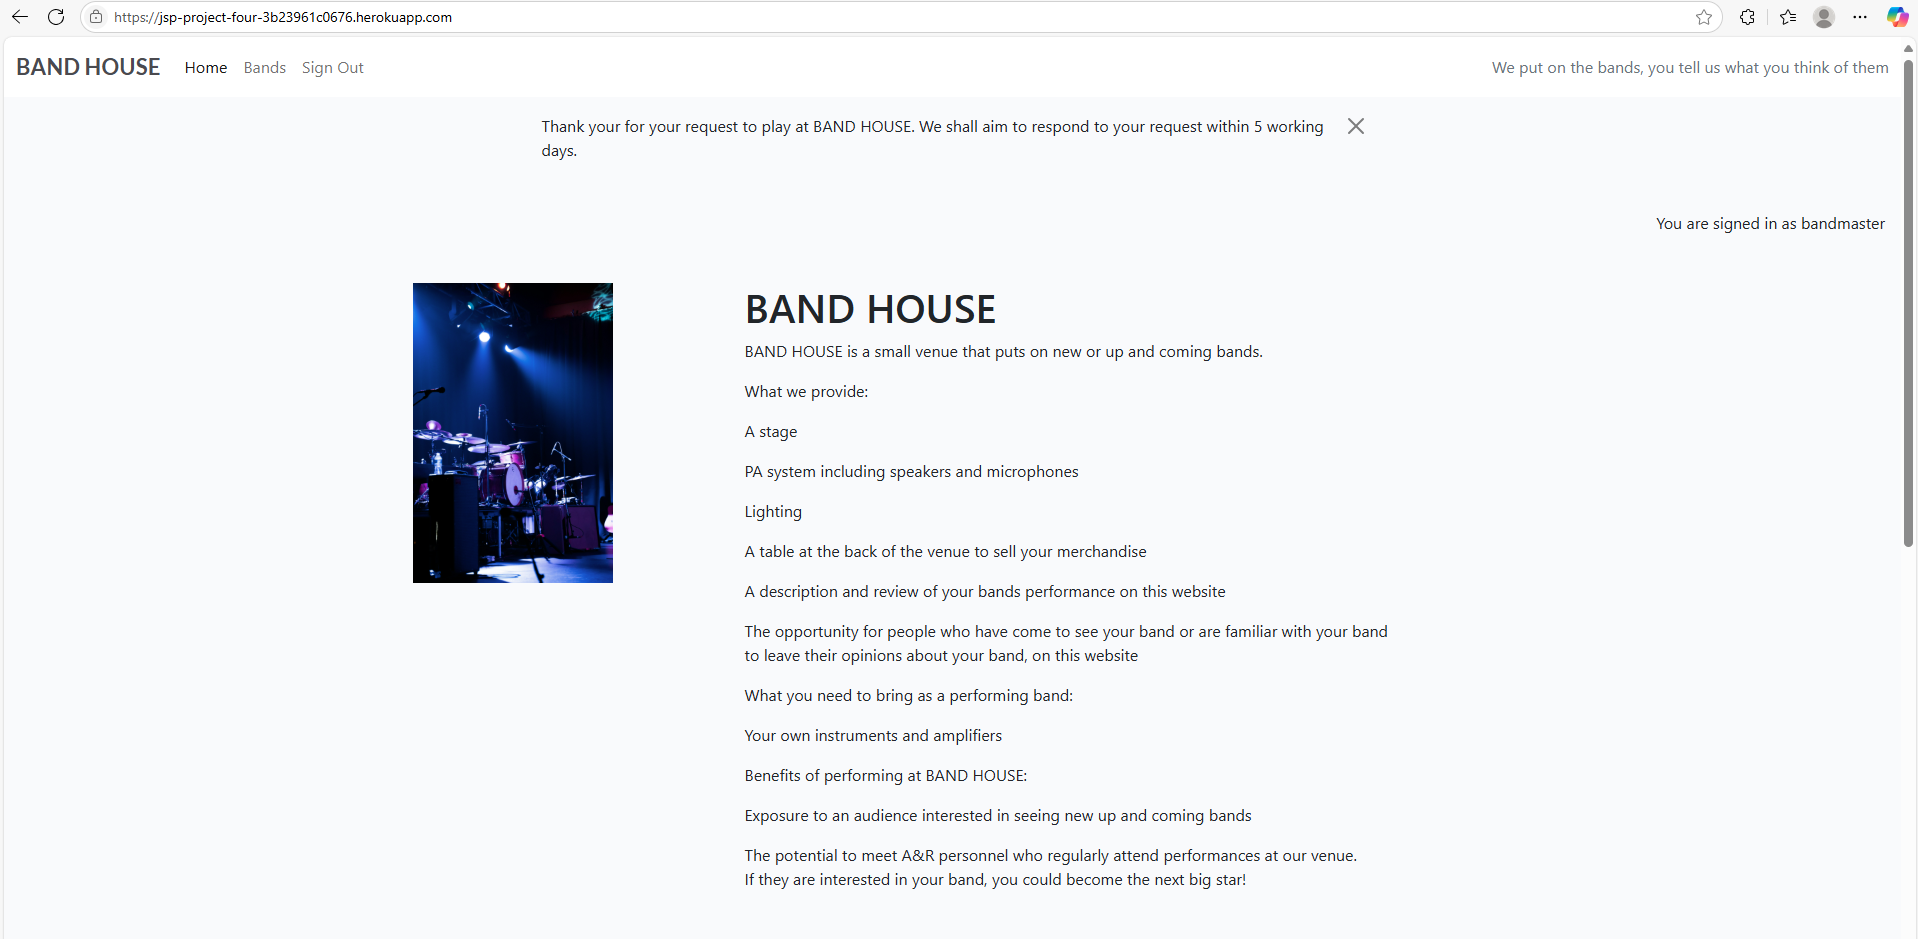 https://jsp-project-four-3b23961c0676.herokuapp.com
BAND HOUSE Home Bands Sign Out We put on the bands, you tell us what you think of them
Thank your for your request to play at BAND HOUSE. We shall aim to respond to your request within 5 working
days.
You are signed in as bandmaster
BAND HOUSE
BAND HOUSE is a small venue that puts on new or up and coming bands.
What we provide:
A stage
PA system including speakers and microphones
Lighting
A table at the back of the venue to sell your merchandise
A description and review of your bands performance on this website
The opportunity for people who have come to see your band or are familiar with your band
to leave their opinions about your band, on this website
What you need to bring as a performing band:
Your own instruments and amplifiers
Benefits of performing at BAND HOUSE:
Exposure to an audience interested in seeing new up and coming bands
The potential to meet A&R personnel who regularly attend performances at our venue.
If they are interested in your band, you could become the next big star!